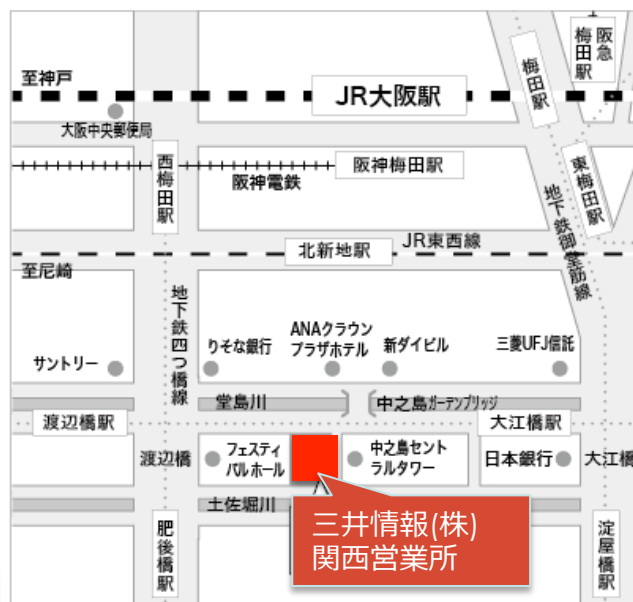 至神戸
JR大阪駅
梅田駅
阪急
梅田駅
大阪中央郵便局
西梅田駅
阪神梅田駅
阪神電鉄
東梅田駅
地下鉄御堂筋線
北新地駅
JR東西線
至尼崎
地下鉄四つ橋線
サントリー
りそな銀行
ANAクラウン
プラザホテル
新ダイビル
三菱UFJ信託
堂島川
中之島ガーデンブリッジ
渡辺橋駅
大江橋駅
渡辺橋
フェスティ
バルホール
中之島セント
ラルタワー
日本銀行
大江橋
土佐堀川
三井情報(株)
関西営業所
肥後橋駅
淀屋橋駅